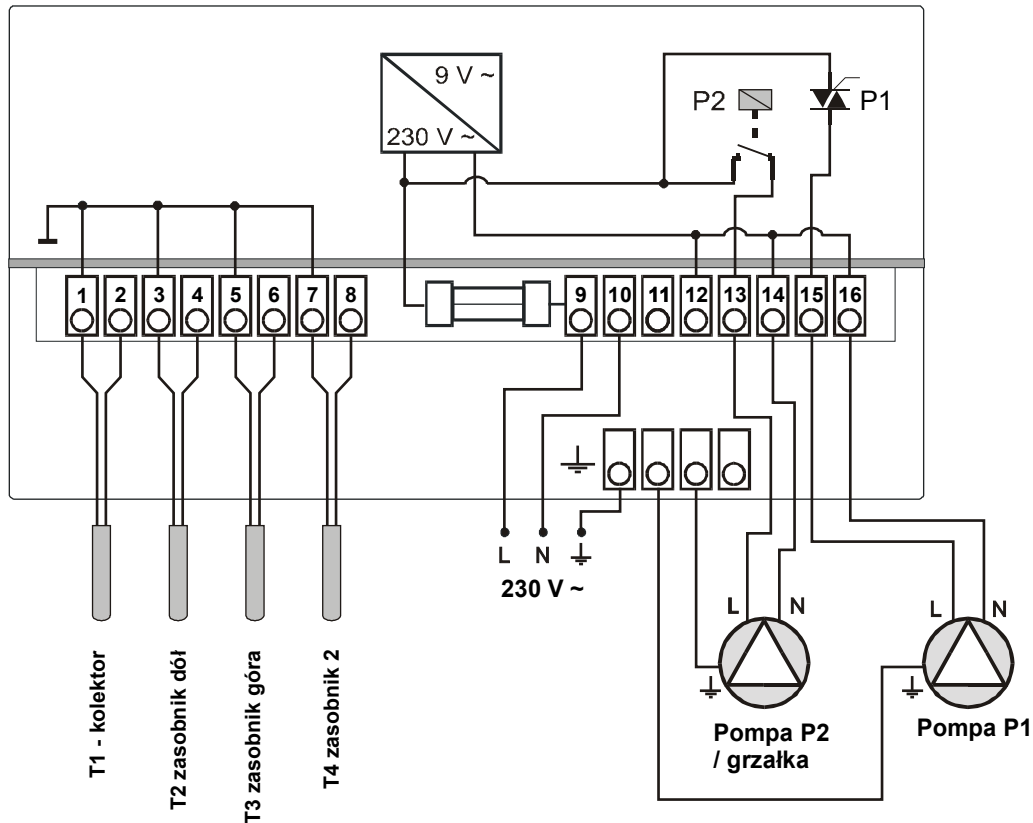 9 V ~
230 V ~
P2
P1
1 2 3 4 5 6 7 8 9 10 11 12 13 14 15 16
L N
230 V ~
L N
L N
Pompa P2
/ grzałka
Pompa P1
T1 - kolektor
T2 zasobnik dół
T3 zasobnik góra
T4 zasobnik 2